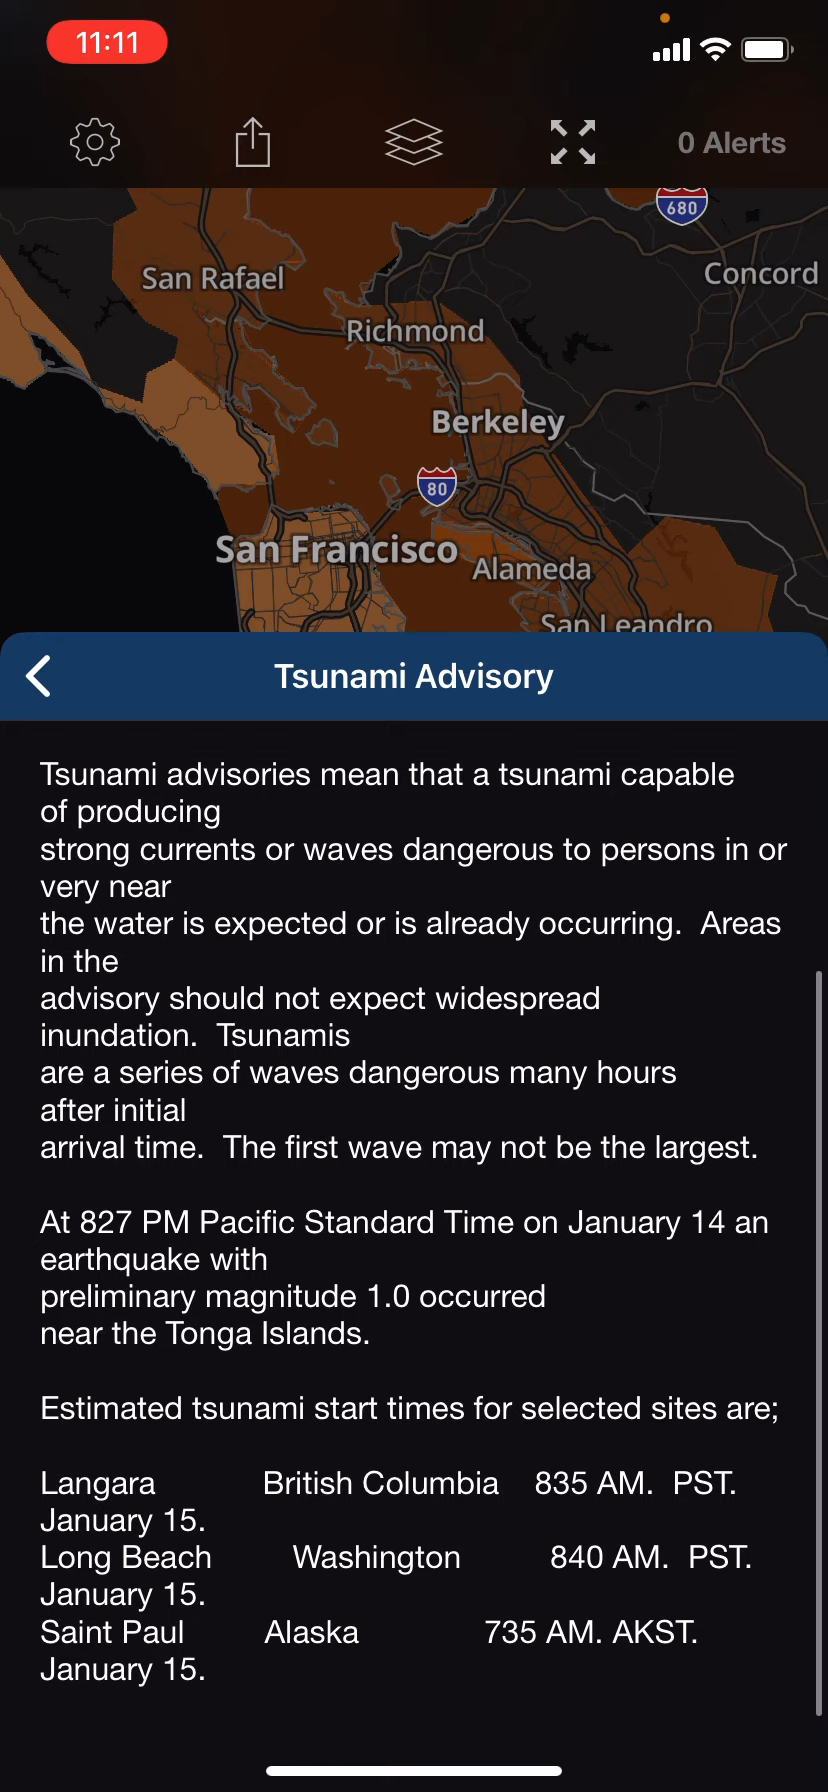 11:11
0 Alerts
680
San Rafael
Concord
Richmond
Berkeley
80
San Francisco
Alameda
San Leandro
Tsunami Advisory
Tsunami advisories mean that a tsunami capable
of producing
strong currents or waves dangerous to persons in or
very near
the water is expected or is already occurring.  Areas
in the
advisory should not expect widespread
inundation.  Tsunamis
are a series of waves dangerous many hours
after initial
arrival time.  The first wave may not be the largest.
At 827 PM Pacific Standard Time on January 14 an
earthquake with
preliminary magnitude 1.0 occurred
near the Tonga Islands.
Estimated tsunami start times for selected sites are;
Langara British Columbia 835 AM.  PST.
January 15.
Long Beach Washington 840 AM.  PST.
January 15.
Saint Paul Alaska 735 AM. AKST.
January 15.